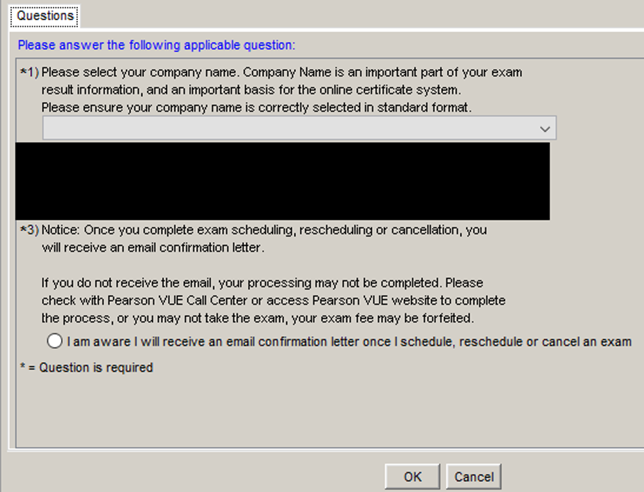 Questions
Please answer the following applicable question:
*1) Please select your company name. Company Name is an important part of your exam
result information, and an important basis for the online certificate system.
Please ensure your company name is correctly selected in standard format.
*3) Notice: Once you complete exam scheduling, rescheduling or cancellation, you
will receive an email confirmation letter.
If you do not receive the email, your processing may not be completed. Please
check with Pearson VUE Call Center or access Pearson VUE website to complete
the process, or you may not take the exam, your exam fee may be forfeited.
I am aware I will receive an email confirmation letter once I schedule, reschedule or cancel an exam
* = Question is required
OK Cancel